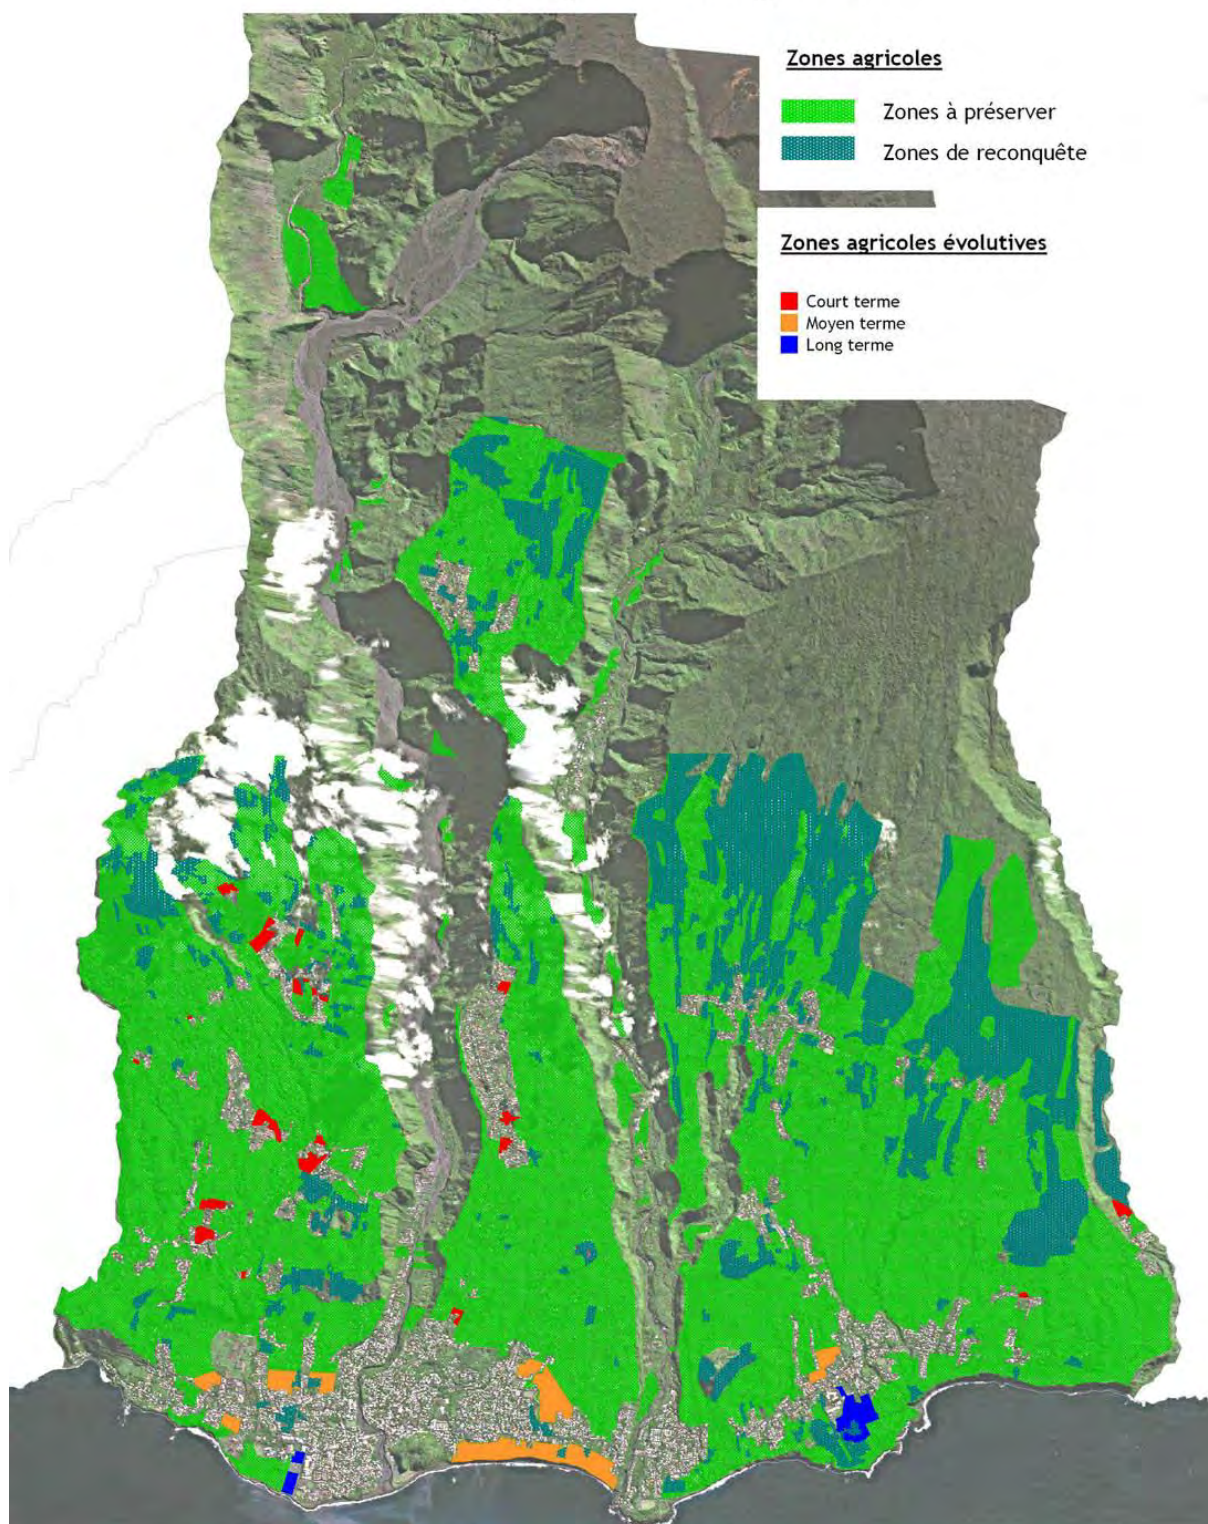 Zones agricoles
Zones à préserver
Zones de reconquête
Zones agricoles évolutives
Court terme
Moyen terme
Long terme